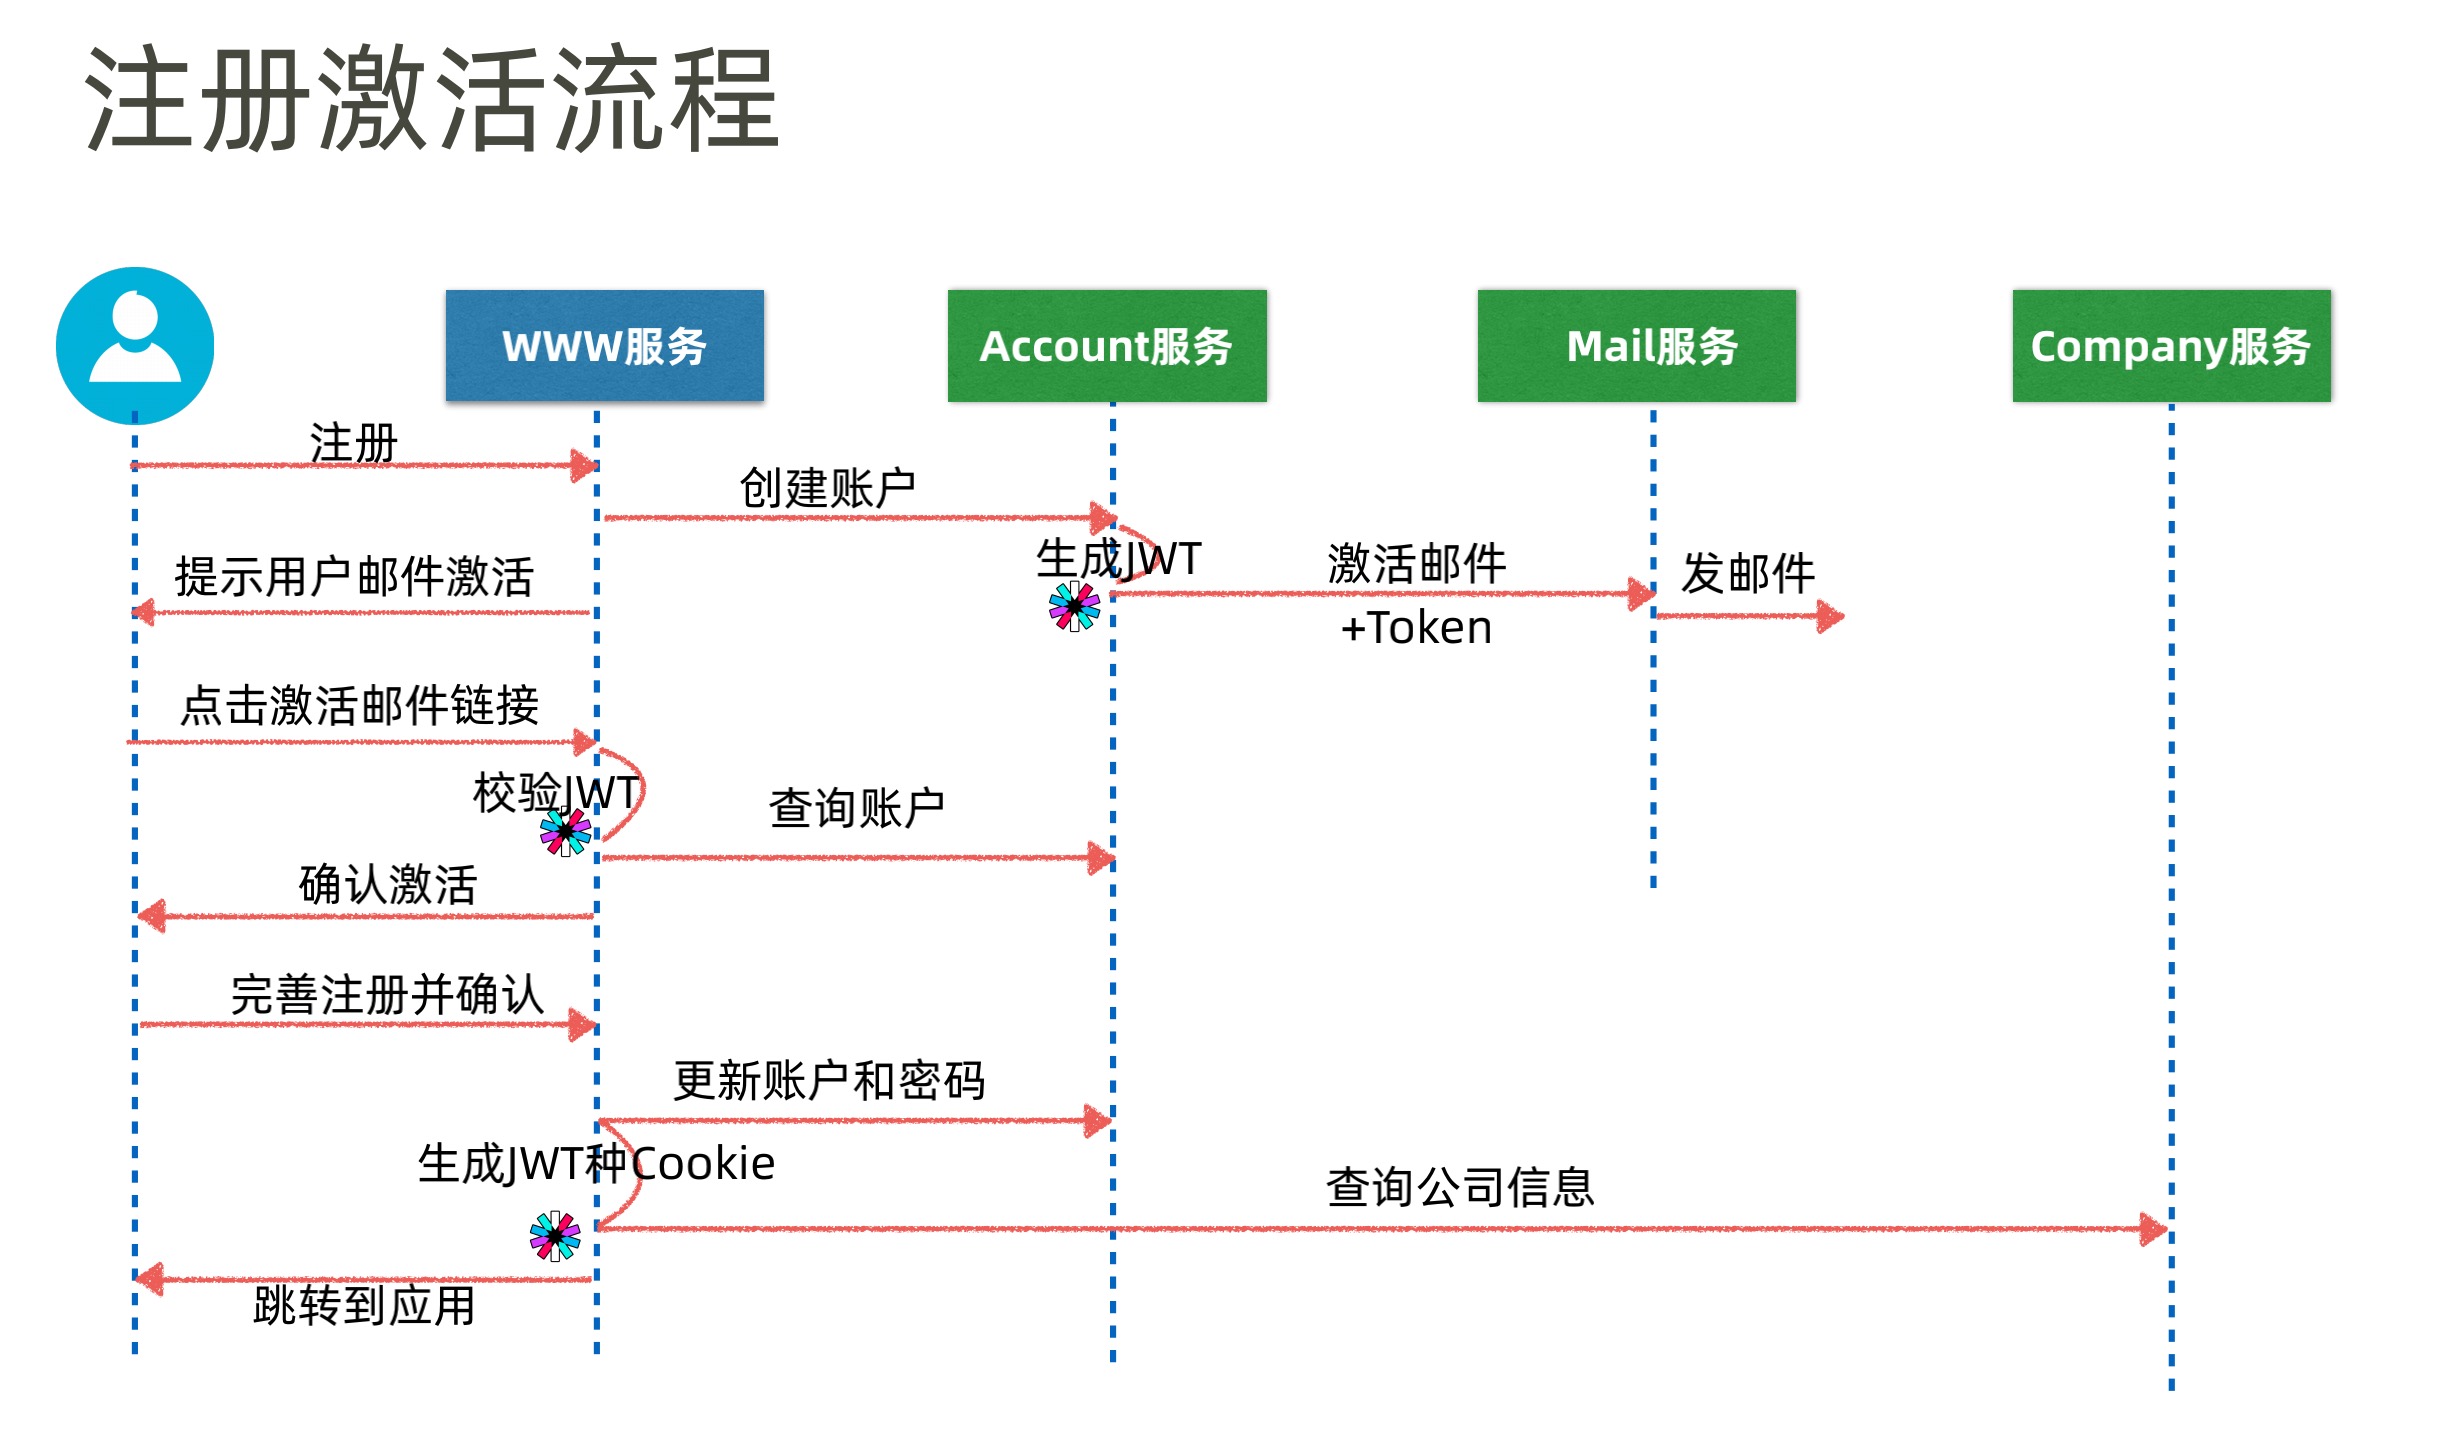 注册激活流程
WWW服务
Account服务
Mail服务
Company服务
注册
创建账户
生成JWT
激活邮件
+Token
发邮件
提示用户邮件激活
点击激活邮件链接
校验JWT
查询账户
确认激活
完善注册并确认
更新账户和密码
生成JWT种Cookie
查询公司信息
跳转到应用